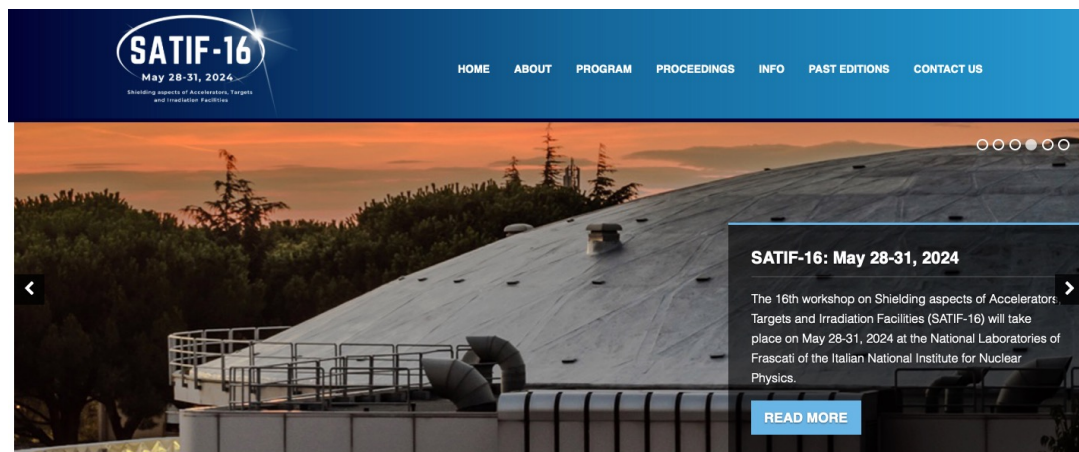 SATIF-16
May 28-31, 2024
Shielding aspects of Accelerators, Targets
and Irradiation Facilities
HOME ABOUT PROGRAM PROCEEDINGS INFO PAST EDITIONS CONTACT US
SATIF-16: May 28-31, 2024
The 16th workshop on Shielding aspects of Accelerators,
Targets and Irradiation Facilities (SATIF-16) will take
place on May 28-31, 2024 at the National Laboratories of
Frascati of the Italian National Institute for Nuclear
Physics.
READ MORE